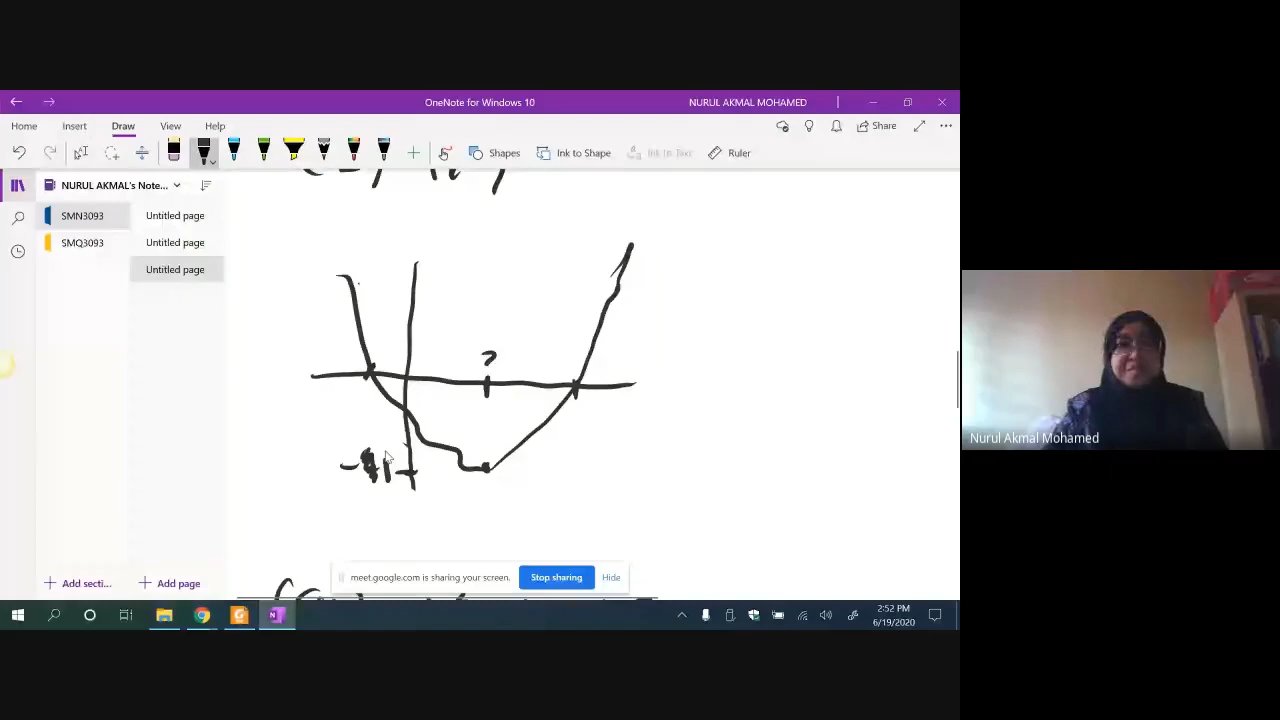 OneNote for Windows 10
NURUL AKMAL MOHAMED
Home Insert Draw View Help
Share
Shapes
Ink to Shape
Ink to Text
Ruler
NURUL AKMAL's Note...
SMN3093
SMQ3093
Untitled page
Untitled page
Untitled page
?
Nurul Akmal Mohamed
meet.google.com is sharing your screen.
Stop sharing
Hide
Add secti...
Add page
2:52 PM
6/19/2020